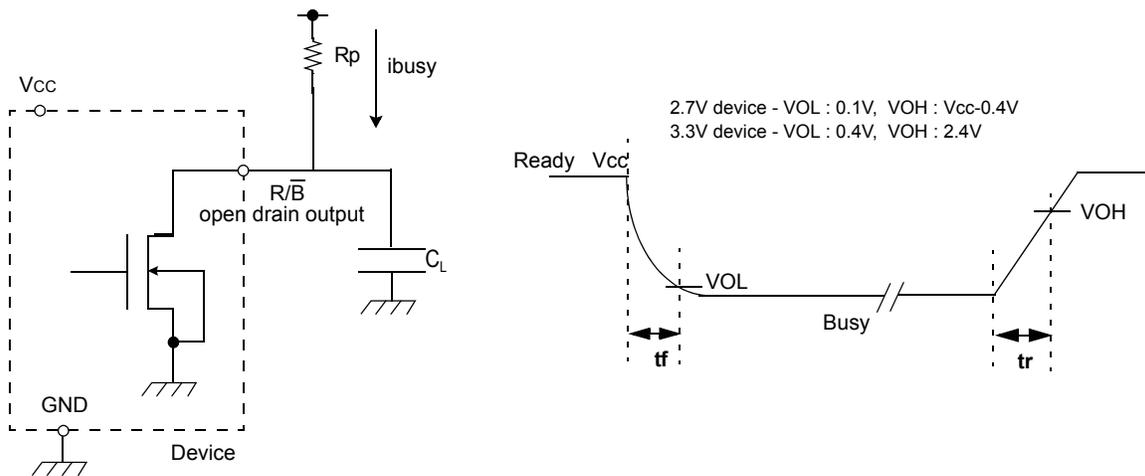 Rp
ibusy
VCC
R/B̅
open drain output
CL
GND
Device
2.7V device - VOL : 0.1V, VOH : Vcc-0.4V
3.3V device - VOL : 0.4V, VOH : 2.4V
Ready Vcc
VOH
VOL
Busy
tf
tr